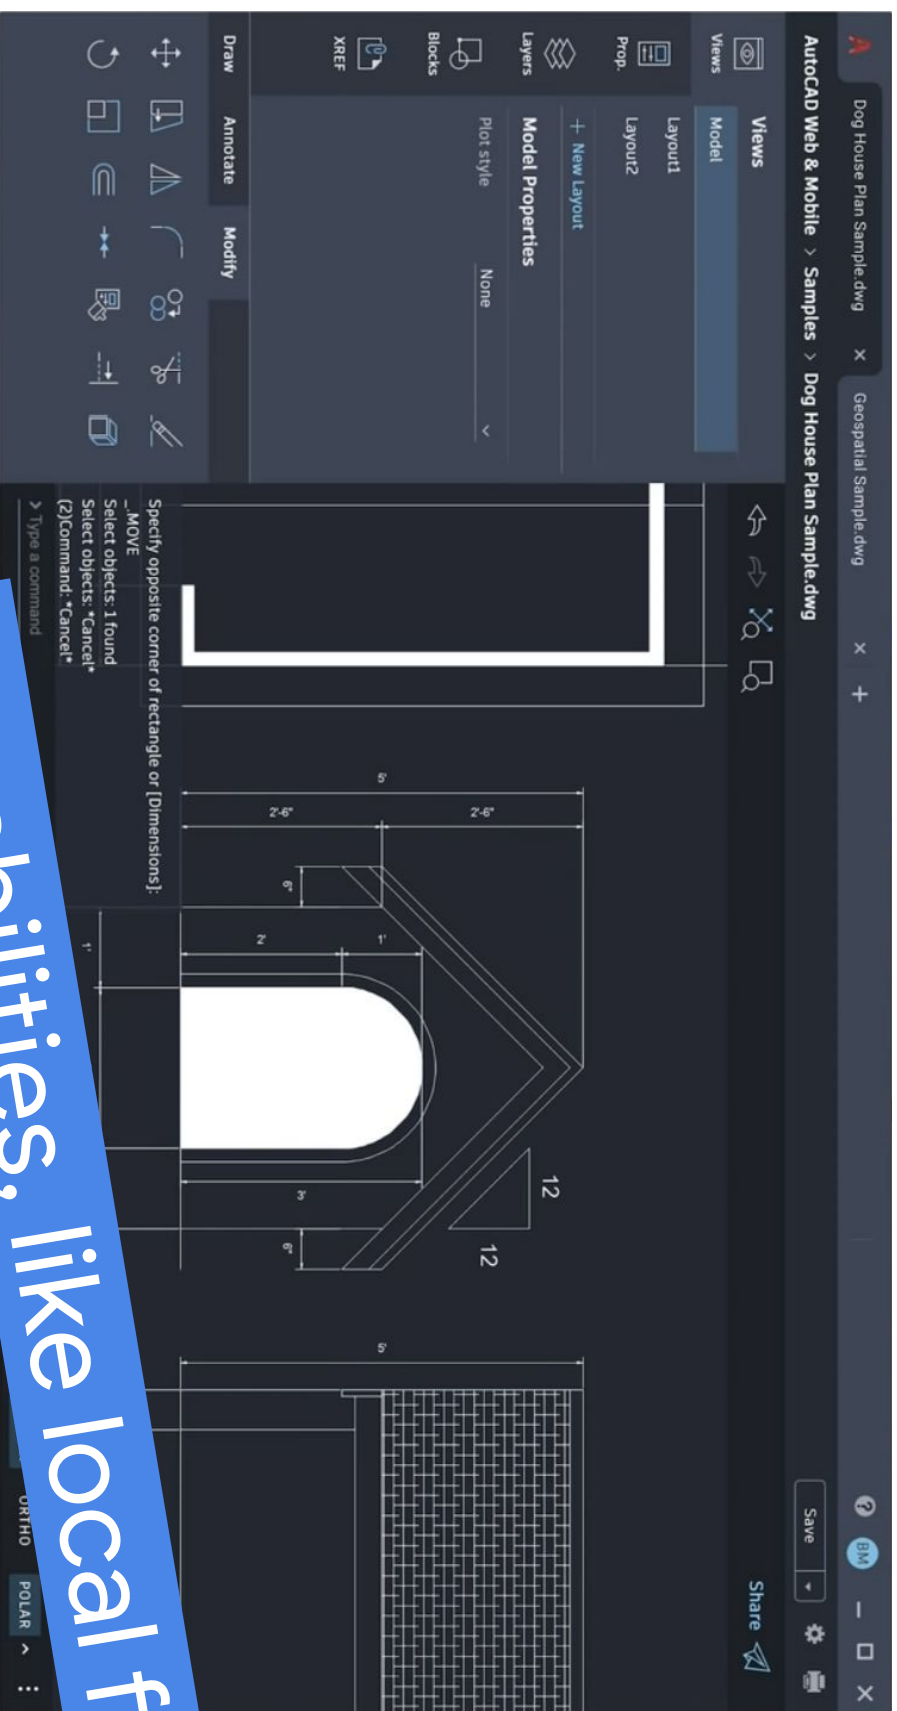 Dog House Plan Sample.dwg × Geospatial Sample.dwg × +
BM
AutoCAD Web & Mobile > Samples > Dog House Plan Sample.dwg
Save
Share
Views
Views
Model
Prop.
Layout1
Layout2
+ New Layout
Layers
Model Properties
Plot style None
Blocks
XREF
Draw Annotate Modify
Specify opposite corner of rectangle or [Dimensions]:
_.MOVE
Select objects: 1 found
Select objects: *Cancel*
(2)Command: *Cancel*
> Type a command
12
12
5'
2'-6"
2'-6"
6"
2'
1'
3'
6"
1'
5'
ORTHO POLAR
bilities, like local f